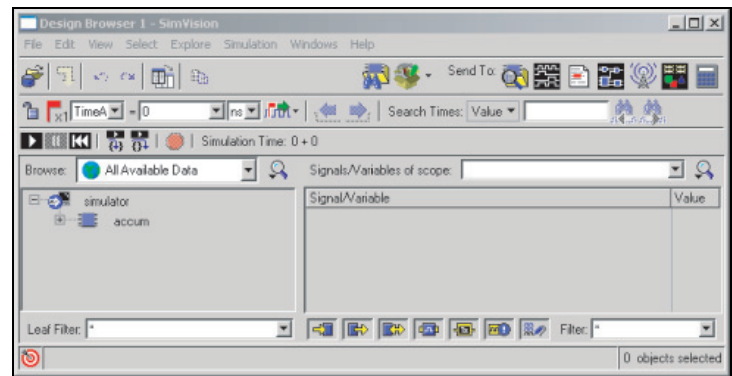 Design Browser 1 - SimVision
File Edit View Select Explore Simulation Windows Help
Send To:
x1 TimeA = 0 ns Search Times: Value
Simulation Time: 0 + 0
Browse: All Available Data Signals/Variables of scope:
simulator Signal/Variable Value
accum
Leaf Filter: * Filter: *
0 objects selected